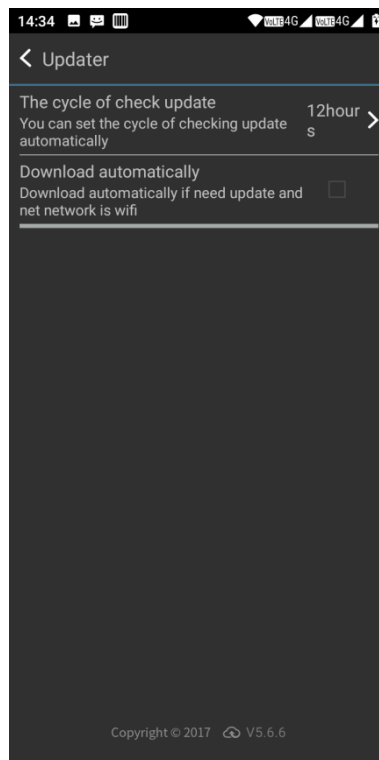 14:34 VoLTE 4G VoLTE 4G
Updater
The cycle of check update
You can set the cycle of checking update
automatically
12hour
s
Download automatically
Download automatically if need update and
net network is wifi
Copyright © 2017 V5.6.6